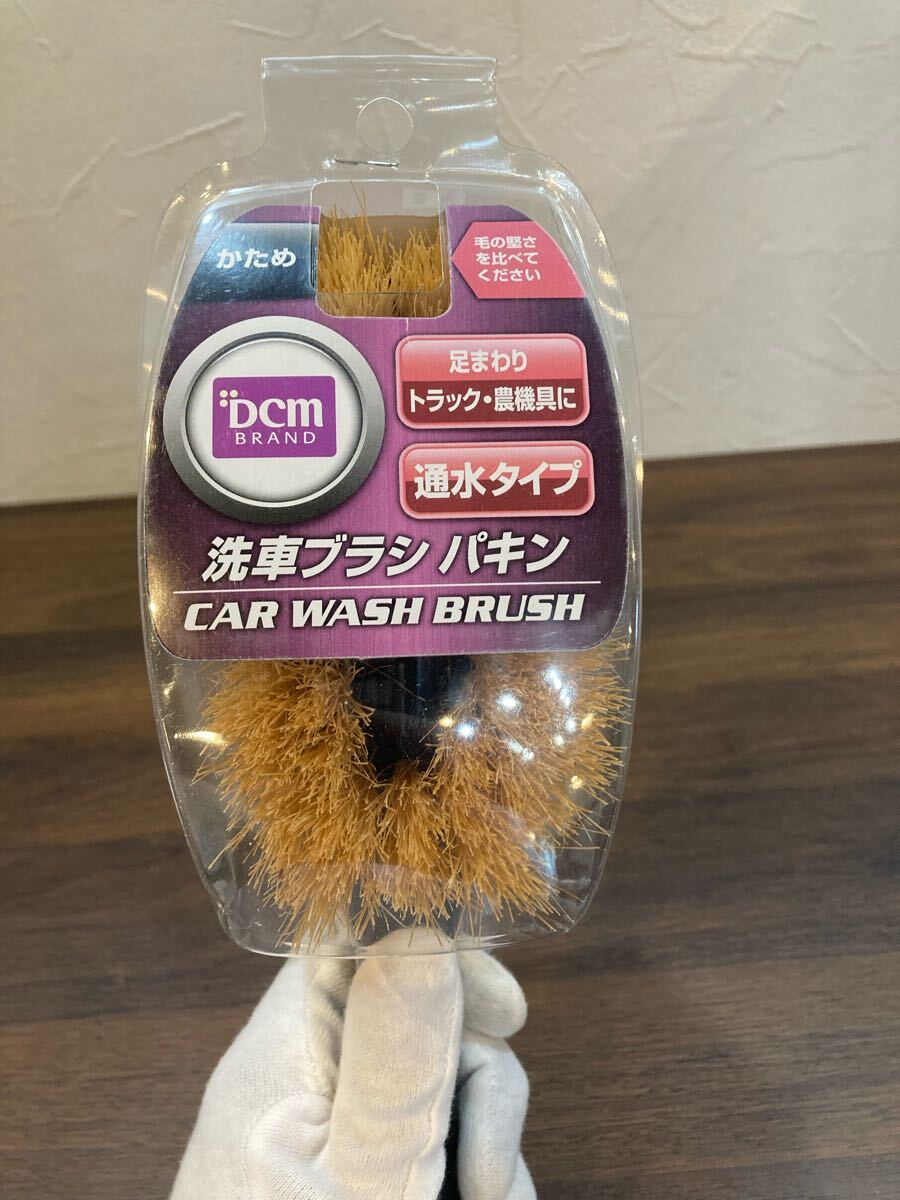 かため
毛の堅さ
を比べて
ください
DCM
BRAND
足まわり
トラック・農機具に
通水タイプ
洗車ブラシ パキン
CAR WASH BRUSH